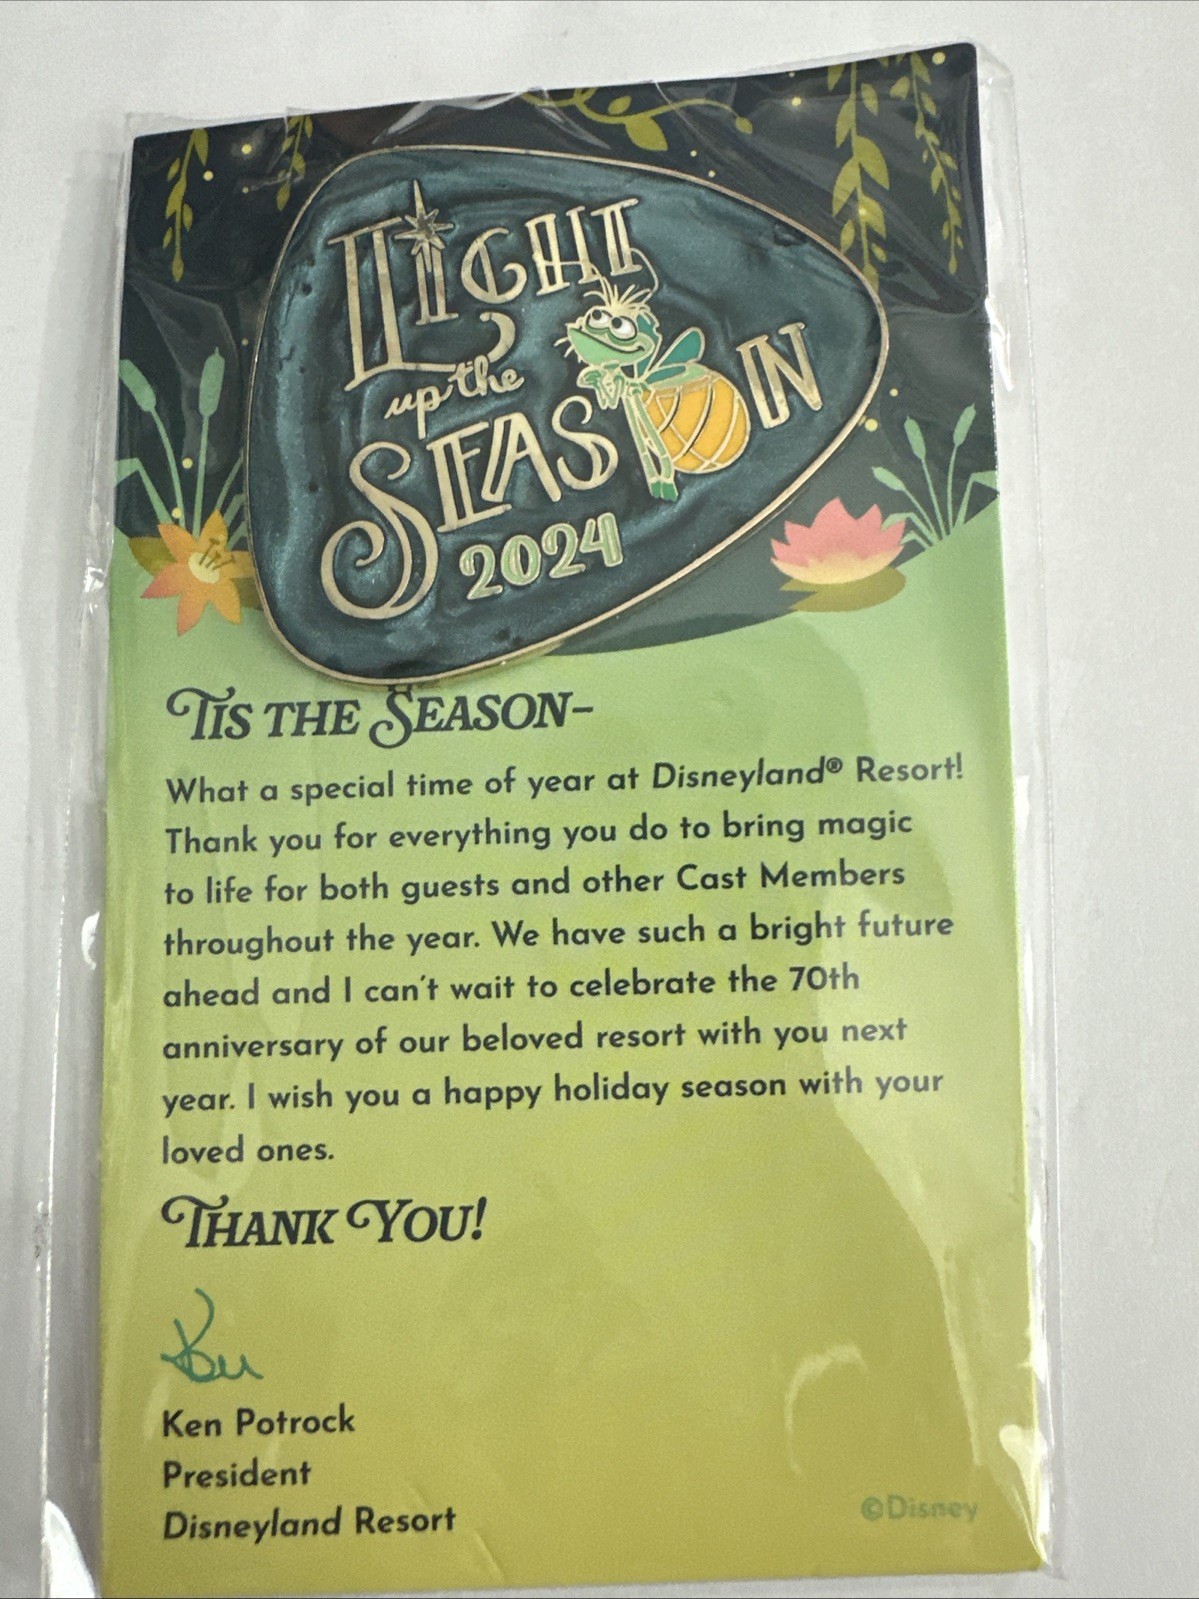 LIGHT
up the
SEASON IN
2024
'TIS THE SEASON-
What a special time of year at Disneyland® Resort!
Thank you for everything you do to bring magic
to life for both guests and other Cast Members
throughout the year. We have such a bright future
ahead and I can't wait to celebrate the 70th
anniversary of our beloved resort with you next
year. I wish you a happy holiday season with your
loved ones.
THANK YOU!
Ken
Ken Potrock
President
Disneyland Resort
©Disney